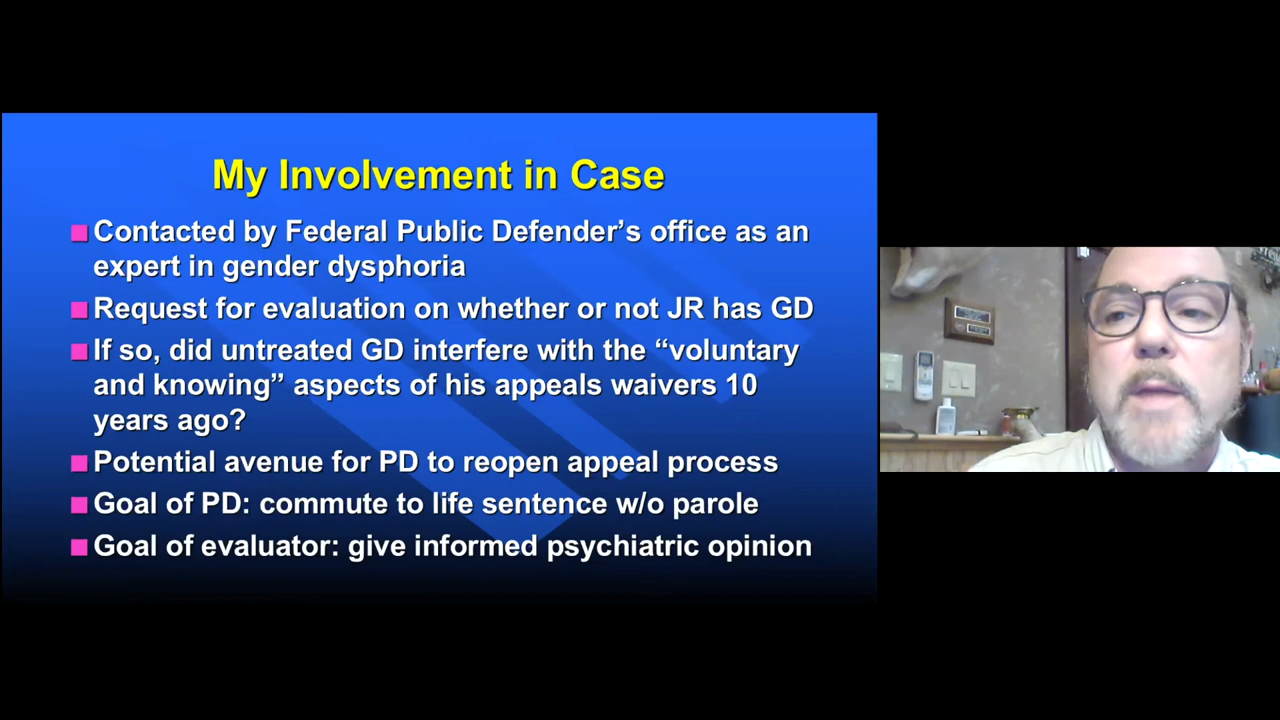 My Involvement in Case
Contacted by Federal Public Defender’s office as an
expert in gender dysphoria
Request for evaluation on whether or not JR has GD
If so, did untreated GD interfere with the “voluntary
and knowing” aspects of his appeals waivers 10
years ago?
Potential avenue for PD to reopen appeal process
Goal of PD: commute to life sentence w/o parole
Goal of evaluator: give informed psychiatric opinion